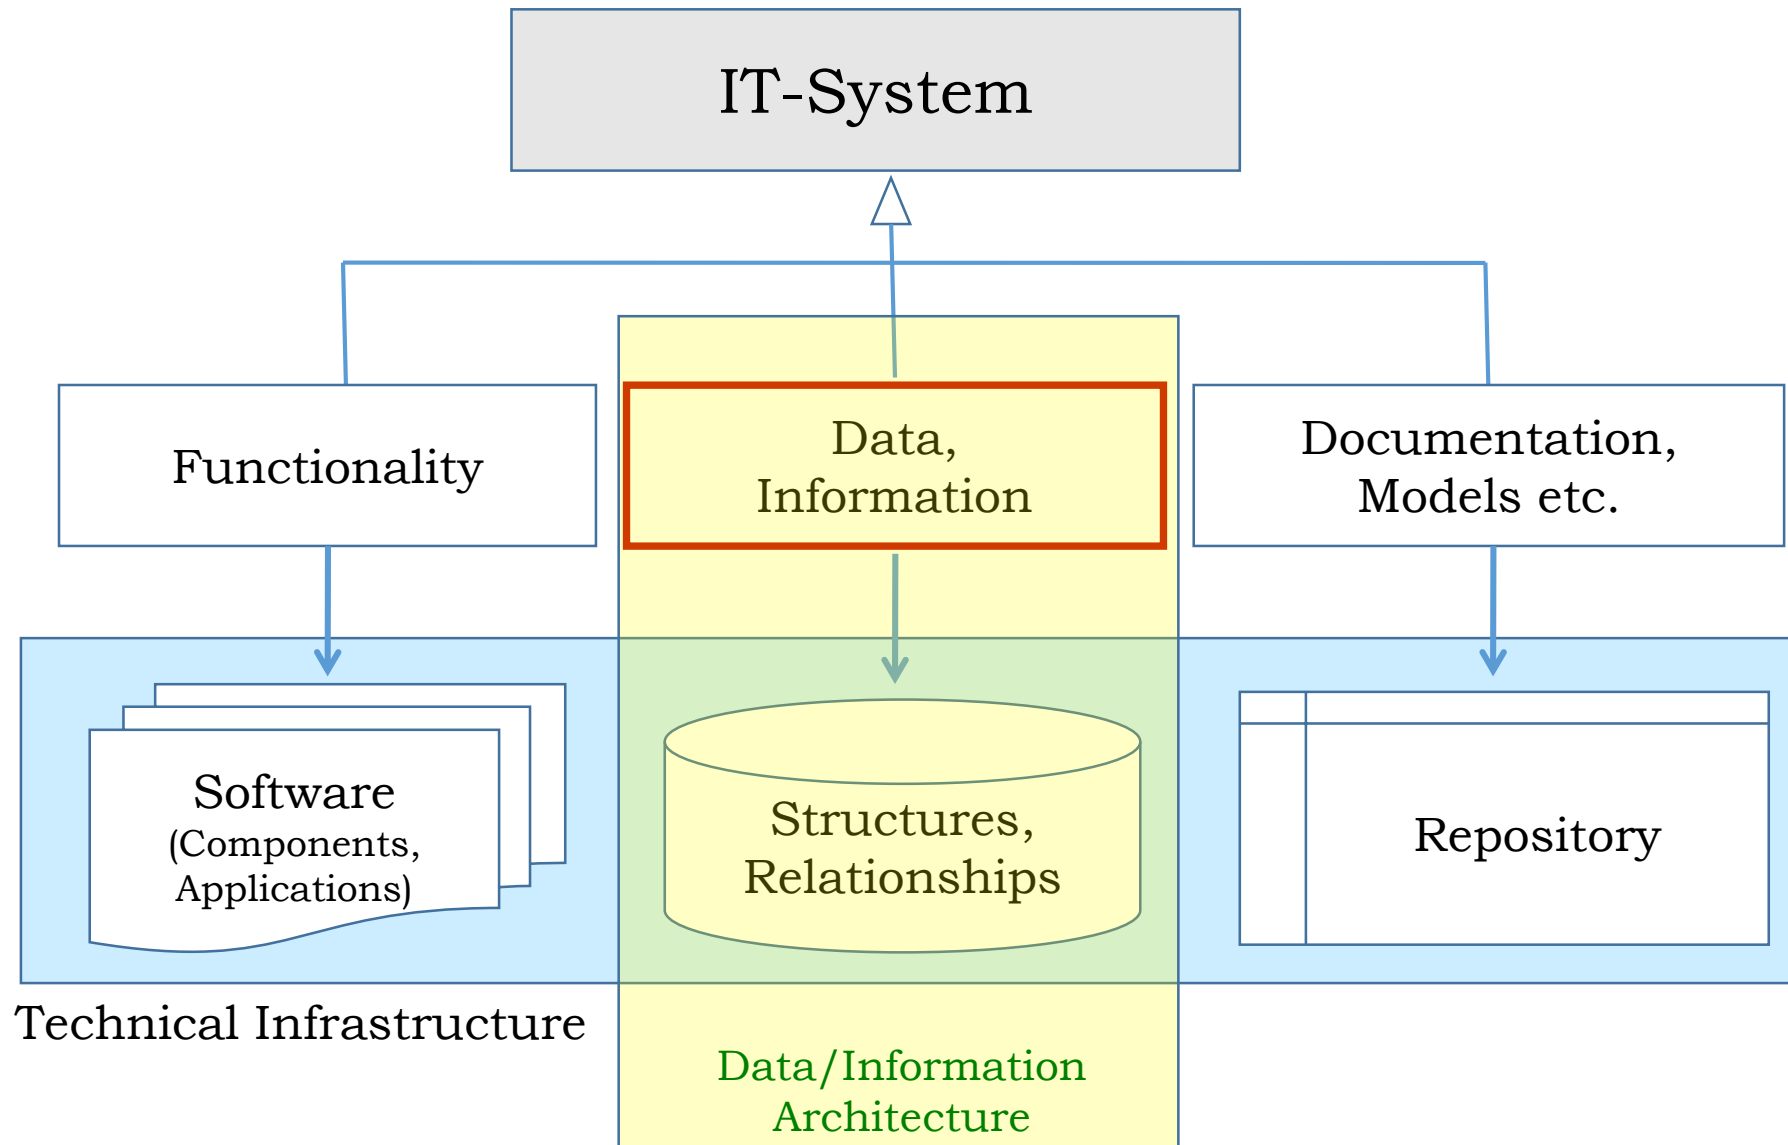 IT-System
Functionality
Data,
Information
Documentation,
Models etc.
Software
(Components,
Applications)
Structures,
Relationships
Repository
Technical Infrastructure
Data/Information
Architecture